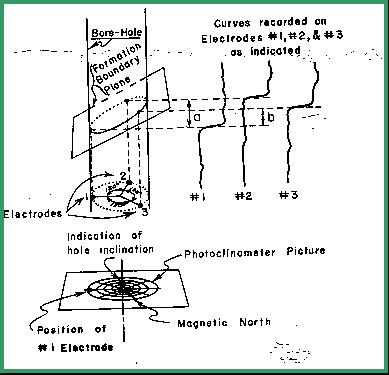 Bore-Hole
Formation
Boundary
Plane
Curves recorded on
Electrodes #1, #2, & #3
as indicated
a
b
#1
#2
#3
1
2
3
Electrodes
Indication of
hole inclination
Photoclinometer Picture
Magnetic North
Position of
#1 Electrode